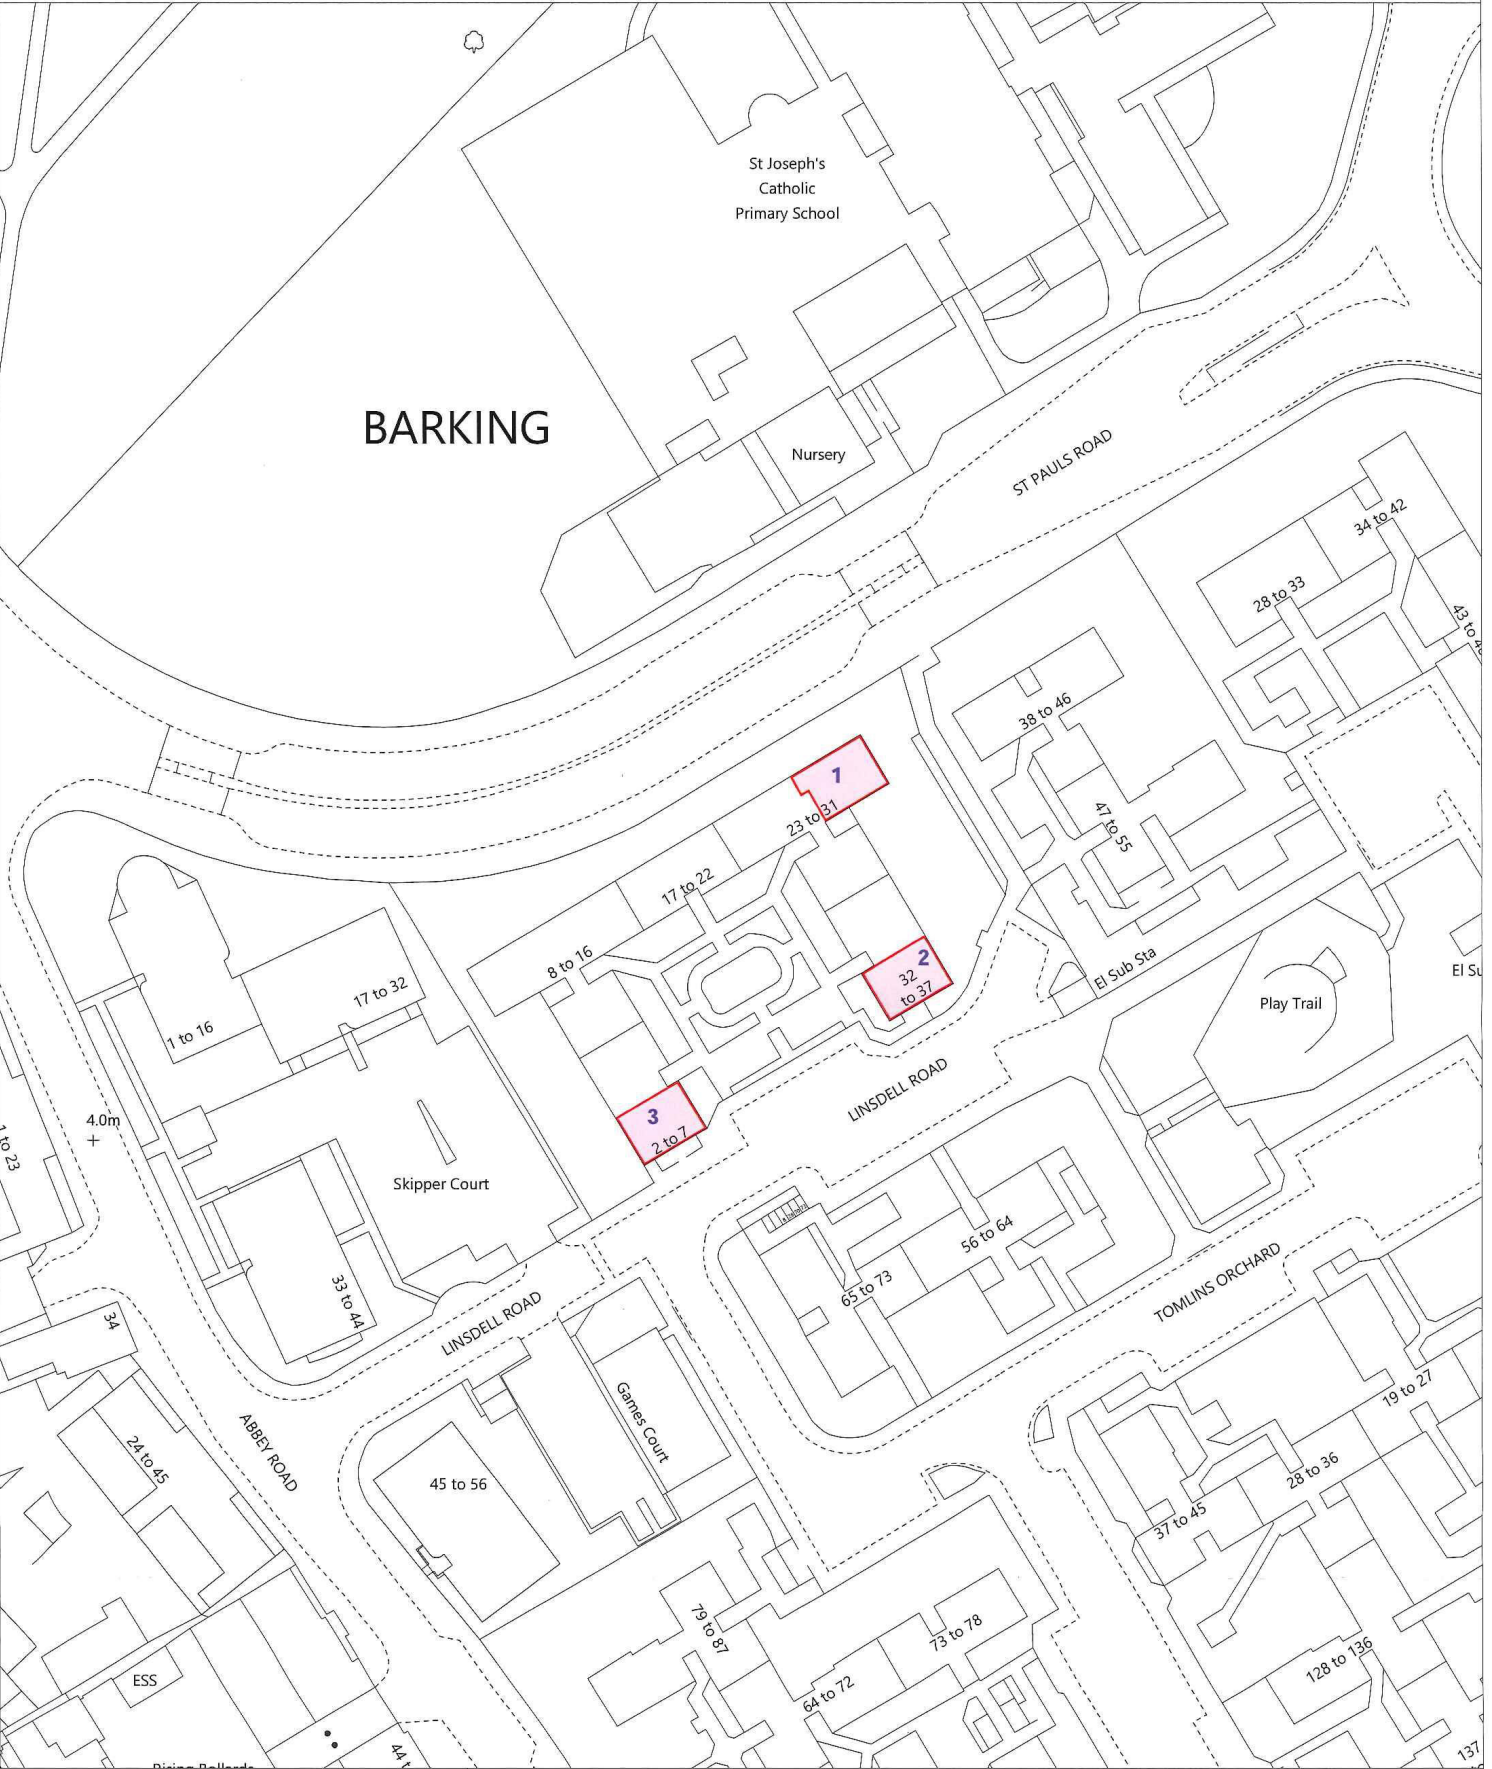 St Joseph's
Catholic
Primary School
BARKING
Nursery
ST PAULS ROAD
34 to 42
28 to 33
38 to 46
1
23 to 31
47 to 55
17 to 22
8 to 16
2
32
to 37
El Sub Sta
Play Trail
17 to 32
1 to 16
LINSDELL ROAD
4.0m
3
2 to 7
Skipper Court
56 to 64
65 to 73
TOMLINS ORCHARD
33 to 44
34
LINSDELL ROAD
Games Court
19 to 27
ABBEY ROAD
24 to 45
45 to 56
28 to 36
37 to 45
79 to 87
73 to 78
128 to 136
ESS
64 to 72
137